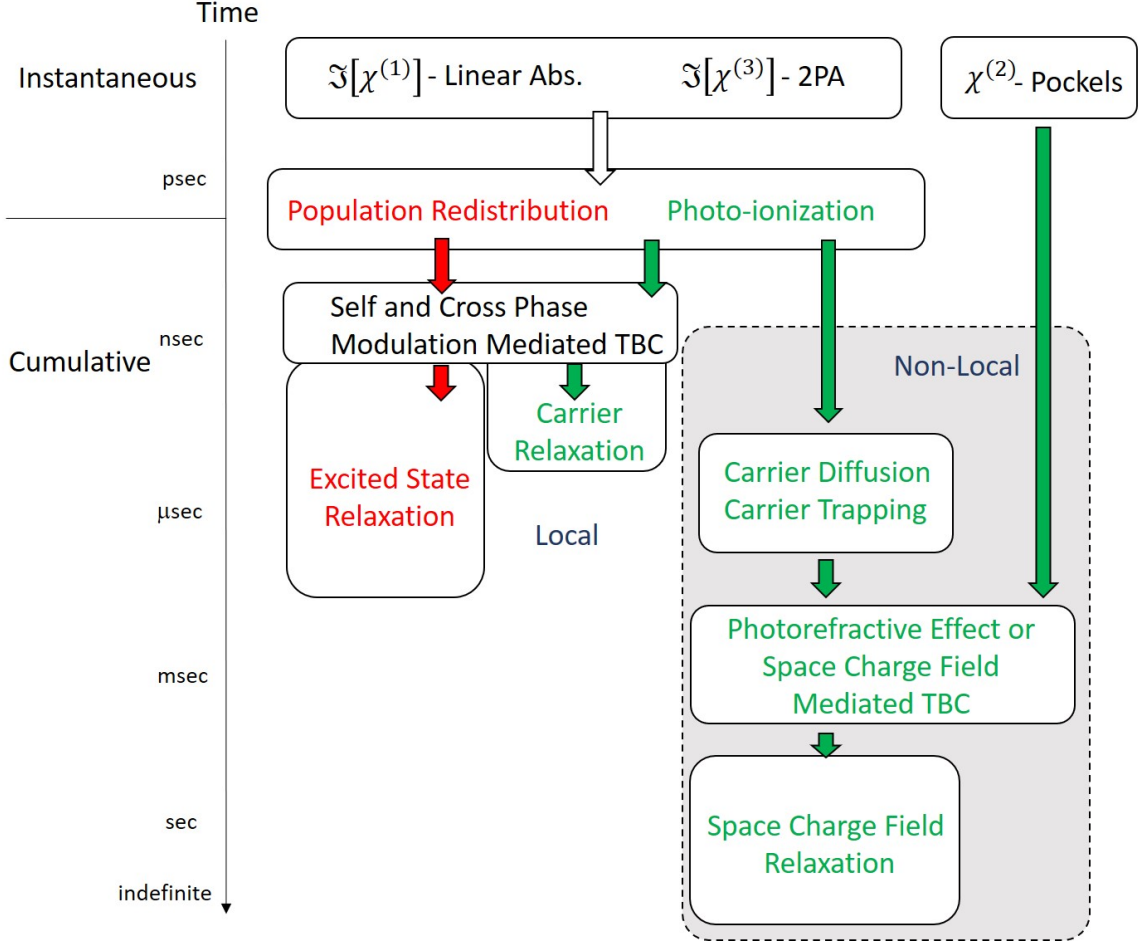 Time
Instantaneous
ℑ[χ⁽¹⁾] - Linear Abs.
ℑ[χ⁽³⁾] - 2PA
χ⁽²⁾- Pockels
psec
Population Redistribution
Photo-ionization
Self and Cross Phase
Modulation Mediated TBC
nsec
Cumulative
Non-Local
Carrier
Relaxation
Excited State
Relaxation
Carrier Diffusion
Carrier Trapping
μsec
Local
Photorefractive Effect or
Space Charge Field
Mediated TBC
msec
sec
Space Charge Field
Relaxation
indefinite